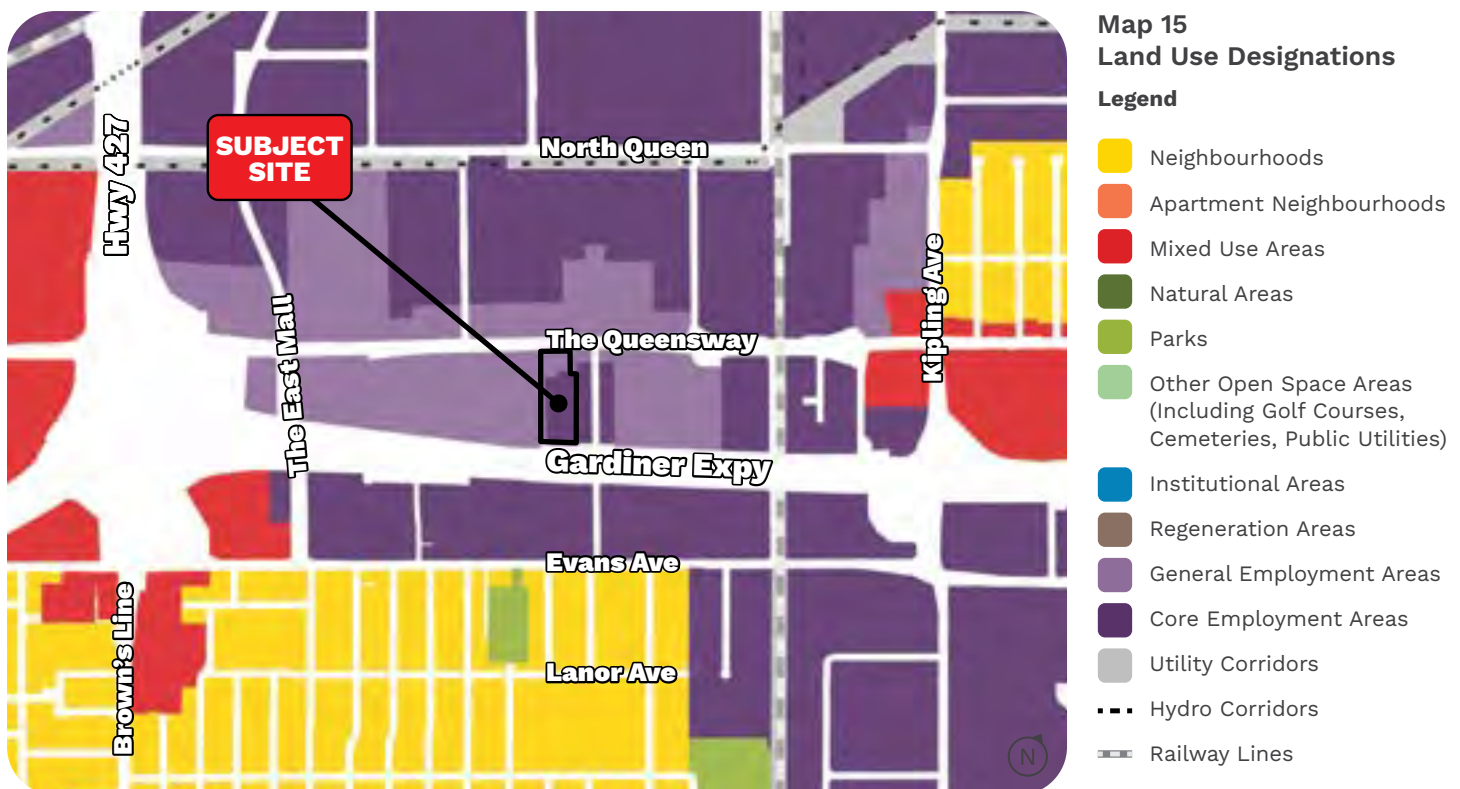 Map 15
Land Use Designations
Legend
Neighbourhoods
Apartment Neighbourhoods
Mixed Use Areas
Natural Areas
Parks
Other Open Space Areas
(Including Golf Courses,
Cemeteries, Public Utilities)
Institutional Areas
Regeneration Areas
General Employment Areas
Core Employment Areas
Utility Corridors
Hydro Corridors
Railway Lines
Hwy 427
SUBJECT
SITE
North Queen
Kipling Ave
The East Mall
The Queensway
Gardiner Expy
Evans Ave
Brown's Line
Lanor Ave
N